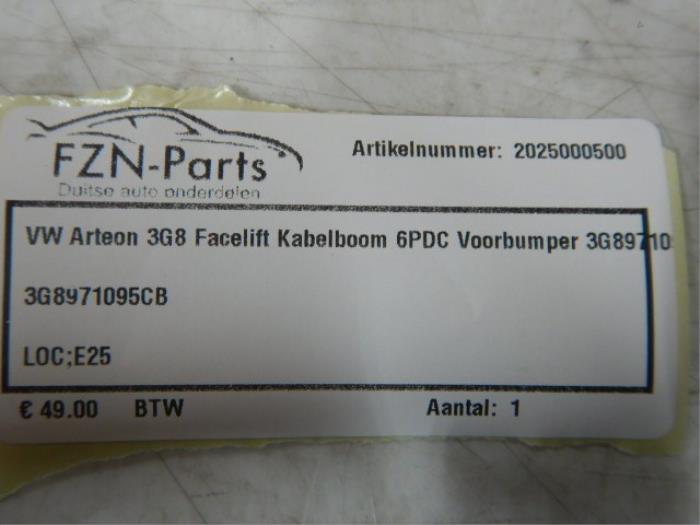 FZN-Parts
Duitse auto onderdelen
Artikelnummer: 2025000500
VW Arteon 3G8 Facelift Kabelboom 6PDC Voorbumper 3G89710
3G8971095CB
LOC;E25
€ 49.00 BTW Aantal: 1